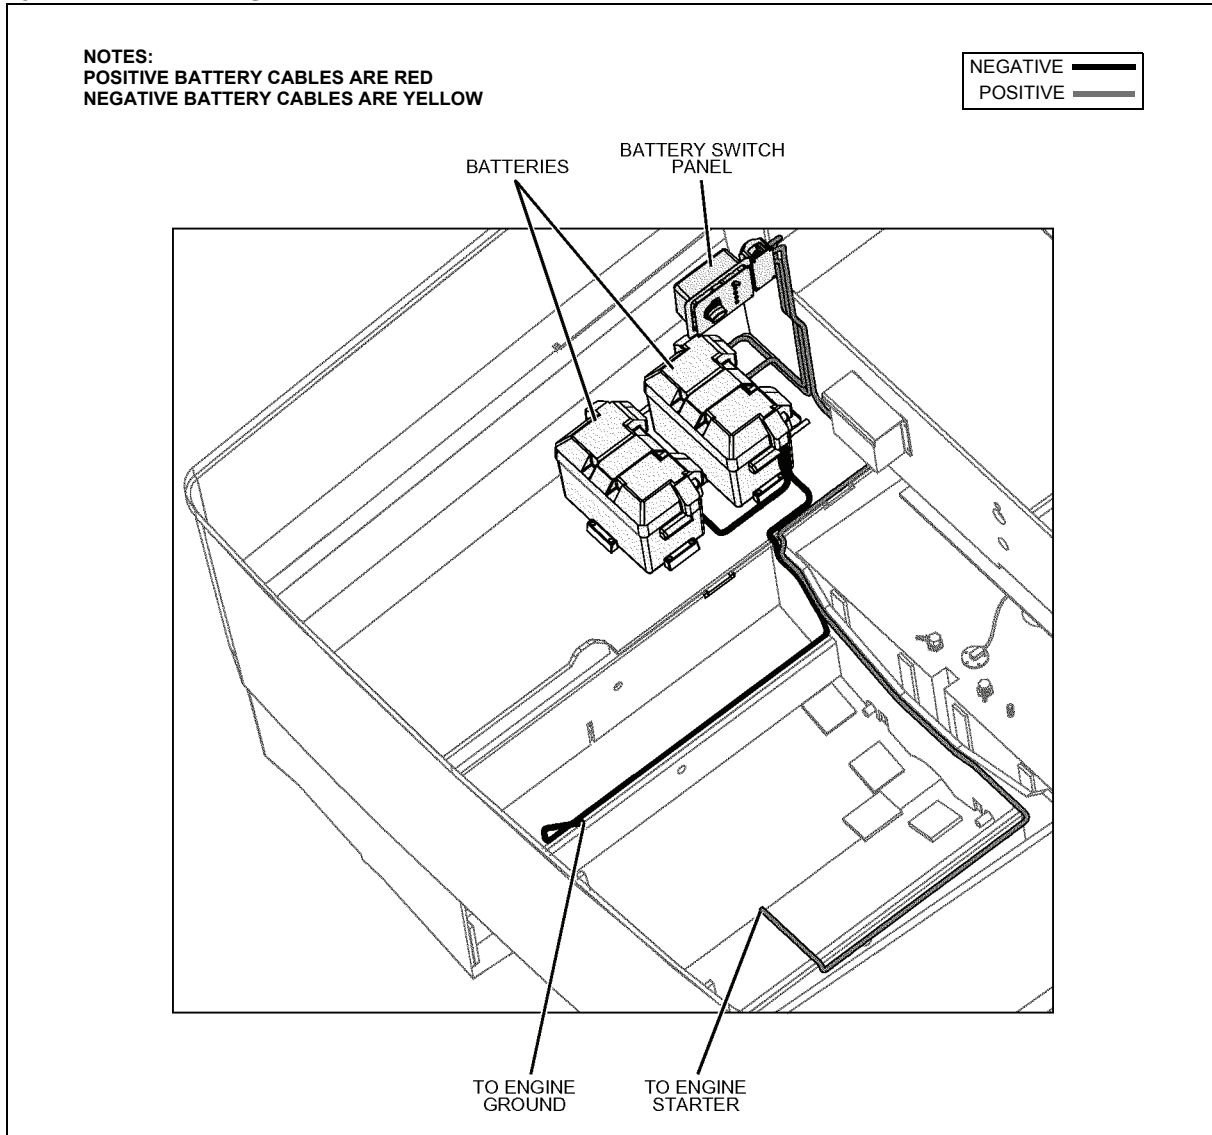 NOTES:
POSITIVE BATTERY CABLES ARE RED
NEGATIVE BATTERY CABLES ARE YELLOW
NEGATIVE
POSITIVE
BATTERY SWITCH
PANEL
BATTERIES
TO ENGINE
GROUND
TO ENGINE
STARTER